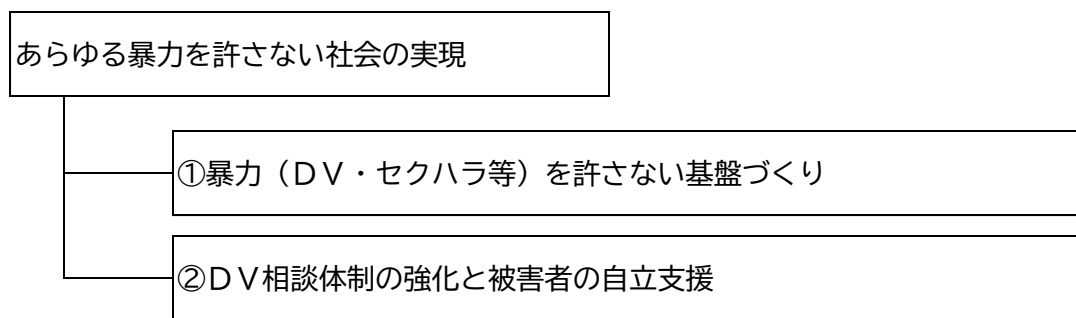 あらゆる暴力を許さない社会の実現
①暴力（ＤＶ・セクハラ等）を許さない基盤づくり
②ＤＶ相談体制の強化と被害者の自立支援